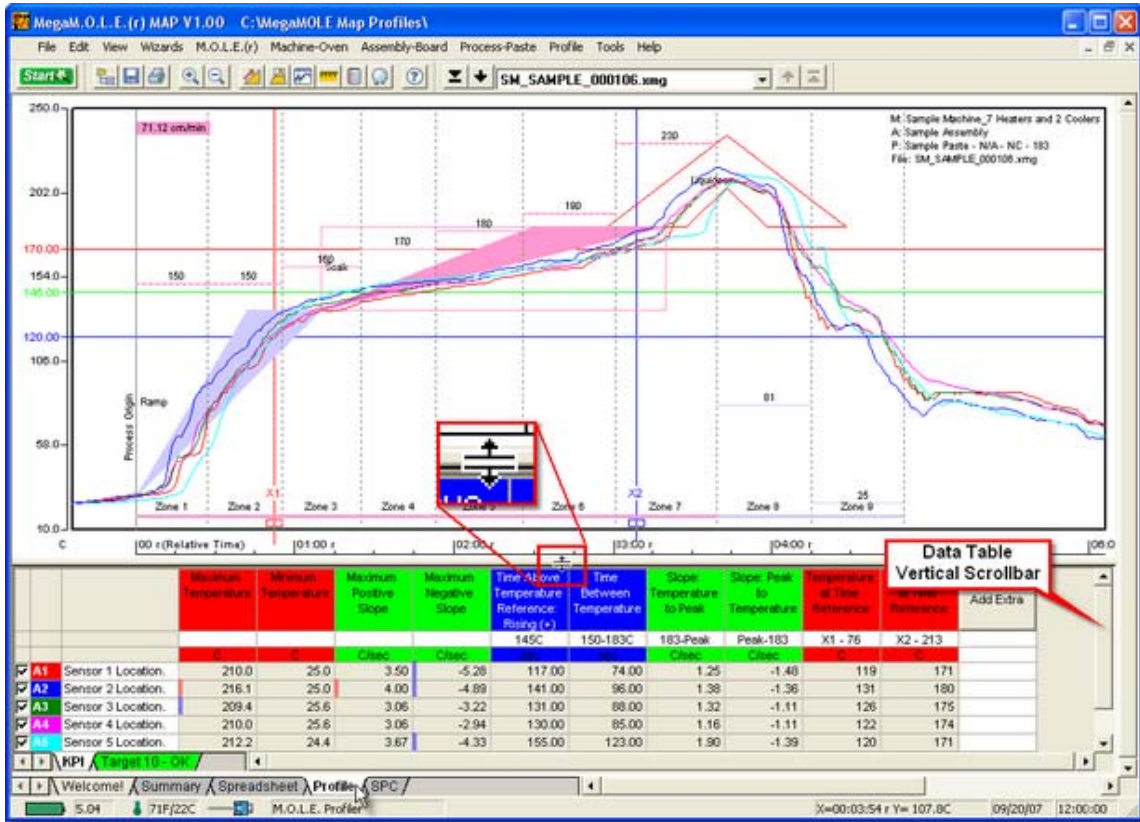 MegaM.O.L.E.(r) MAP V1.00 C:\MegaMOLE Map Profiles\
File Edit View Wizards M.O.L.E.(r) Machine-Oven Assembly-Board Process-Paste Profile Tools Help
Start SM_SAMPLE_000106.xmg
260.0
71.12 cm/min
M: Sample Machine_7 Heaters and 2 Coolers
A: Sample Assembly
P: Sample Paste - N/A - NC - 183
File: SM_SAMPLE_000106.xmg
230
Liquidous
202.0
190
180
170
170.00
160
Soak
150 150
154.0
145.00
120.00
106.0
Ramp
81
Process Origin
58.0
25
X1 X2
Zone 1 Zone 2 Zone 3 Zone 4 Zone 6 Zone 7 Zone 8 Zone 9
10.0
C 00 r(Relative Time) 01:00 r 02:00 r 03:00 r 04:00 r 06:0
Data Table
Vertical Scrollbar
Maximum Temperature Minimum Temperature Maximum Positive Slope Maximum Negative Slope Time Above Temperature Reference: Rising (+) Time Between Temperature Slope: Temperature to Peak Slope: Peak to Temperature Temperature at Time Reference Reference Add Extra
145C 150-183C 183-Peak Peak-183 X1 - 76 X2 - 213
C C C/sec C/sec C/sec C/sec C C
A1 Sensor 1 Location. 210.0 25.0 3.50 -5.28 117.00 74.00 1.25 -1.48 119 171
A2 Sensor 2 Location. 216.1 25.0 4.00 -4.89 141.00 96.00 1.38 -1.36 131 180
A3 Sensor 3 Location. 209.4 25.6 3.06 -3.22 131.00 88.00 1.32 -1.11 126 175
A4 Sensor 4 Location. 210.0 25.6 3.06 -2.94 130.00 85.00 1.16 -1.11 122 174
A5 Sensor 5 Location. 212.2 24.4 3.67 -4.33 155.00 123.00 1.90 -1.39 120 171
KPI Target 10 - OK
Welcome! Summary Spreadsheet Profile SPC
5.04 71F/22C M.O.L.E. Profiler X=00:03:54 r Y= 107.8C 09/20/07 12:00:00